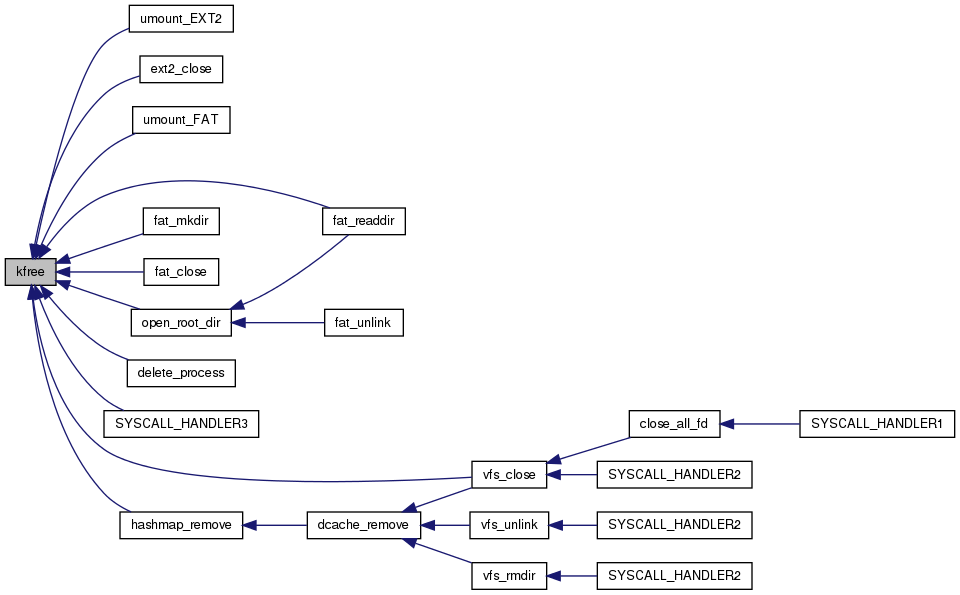 umount_EXT2
ext2_close
umount_FAT
fat_mkdir
fat_readdir
kfree
fat_close
open_root_dir
fat_unlink
delete_process
SYSCALL_HANDLER3
close_all_fd
SYSCALL_HANDLER1
vfs_close
SYSCALL_HANDLER2
hashmap_remove
dcache_remove
vfs_unlink
SYSCALL_HANDLER2
vfs_rmdir
SYSCALL_HANDLER2